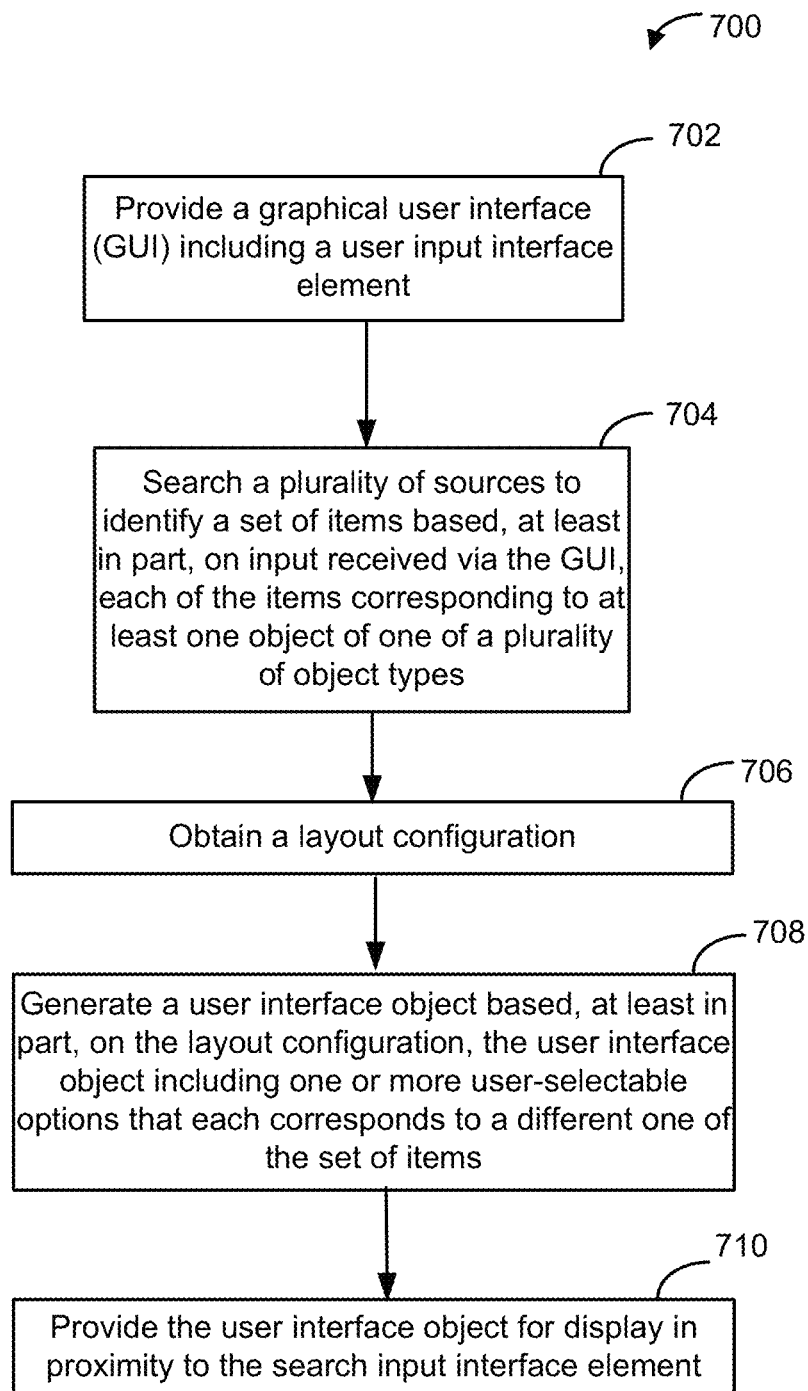 700
702
Provide a graphical user interface
(GUI) including a user input interface
element
704
Search a plurality of sources to
identify a set of items based, at least
in part, on input received via the GUI,
each of the items corresponding to at
least one object of one of a plurality
of object types
706
Obtain a layout configuration
708
Generate a user interface object based, at least in
part, on the layout configuration, the user interface
object including one or more user-selectable
options that each corresponds to a different one of
the set of items
710
Provide the user interface object for display in
proximity to the search input interface element